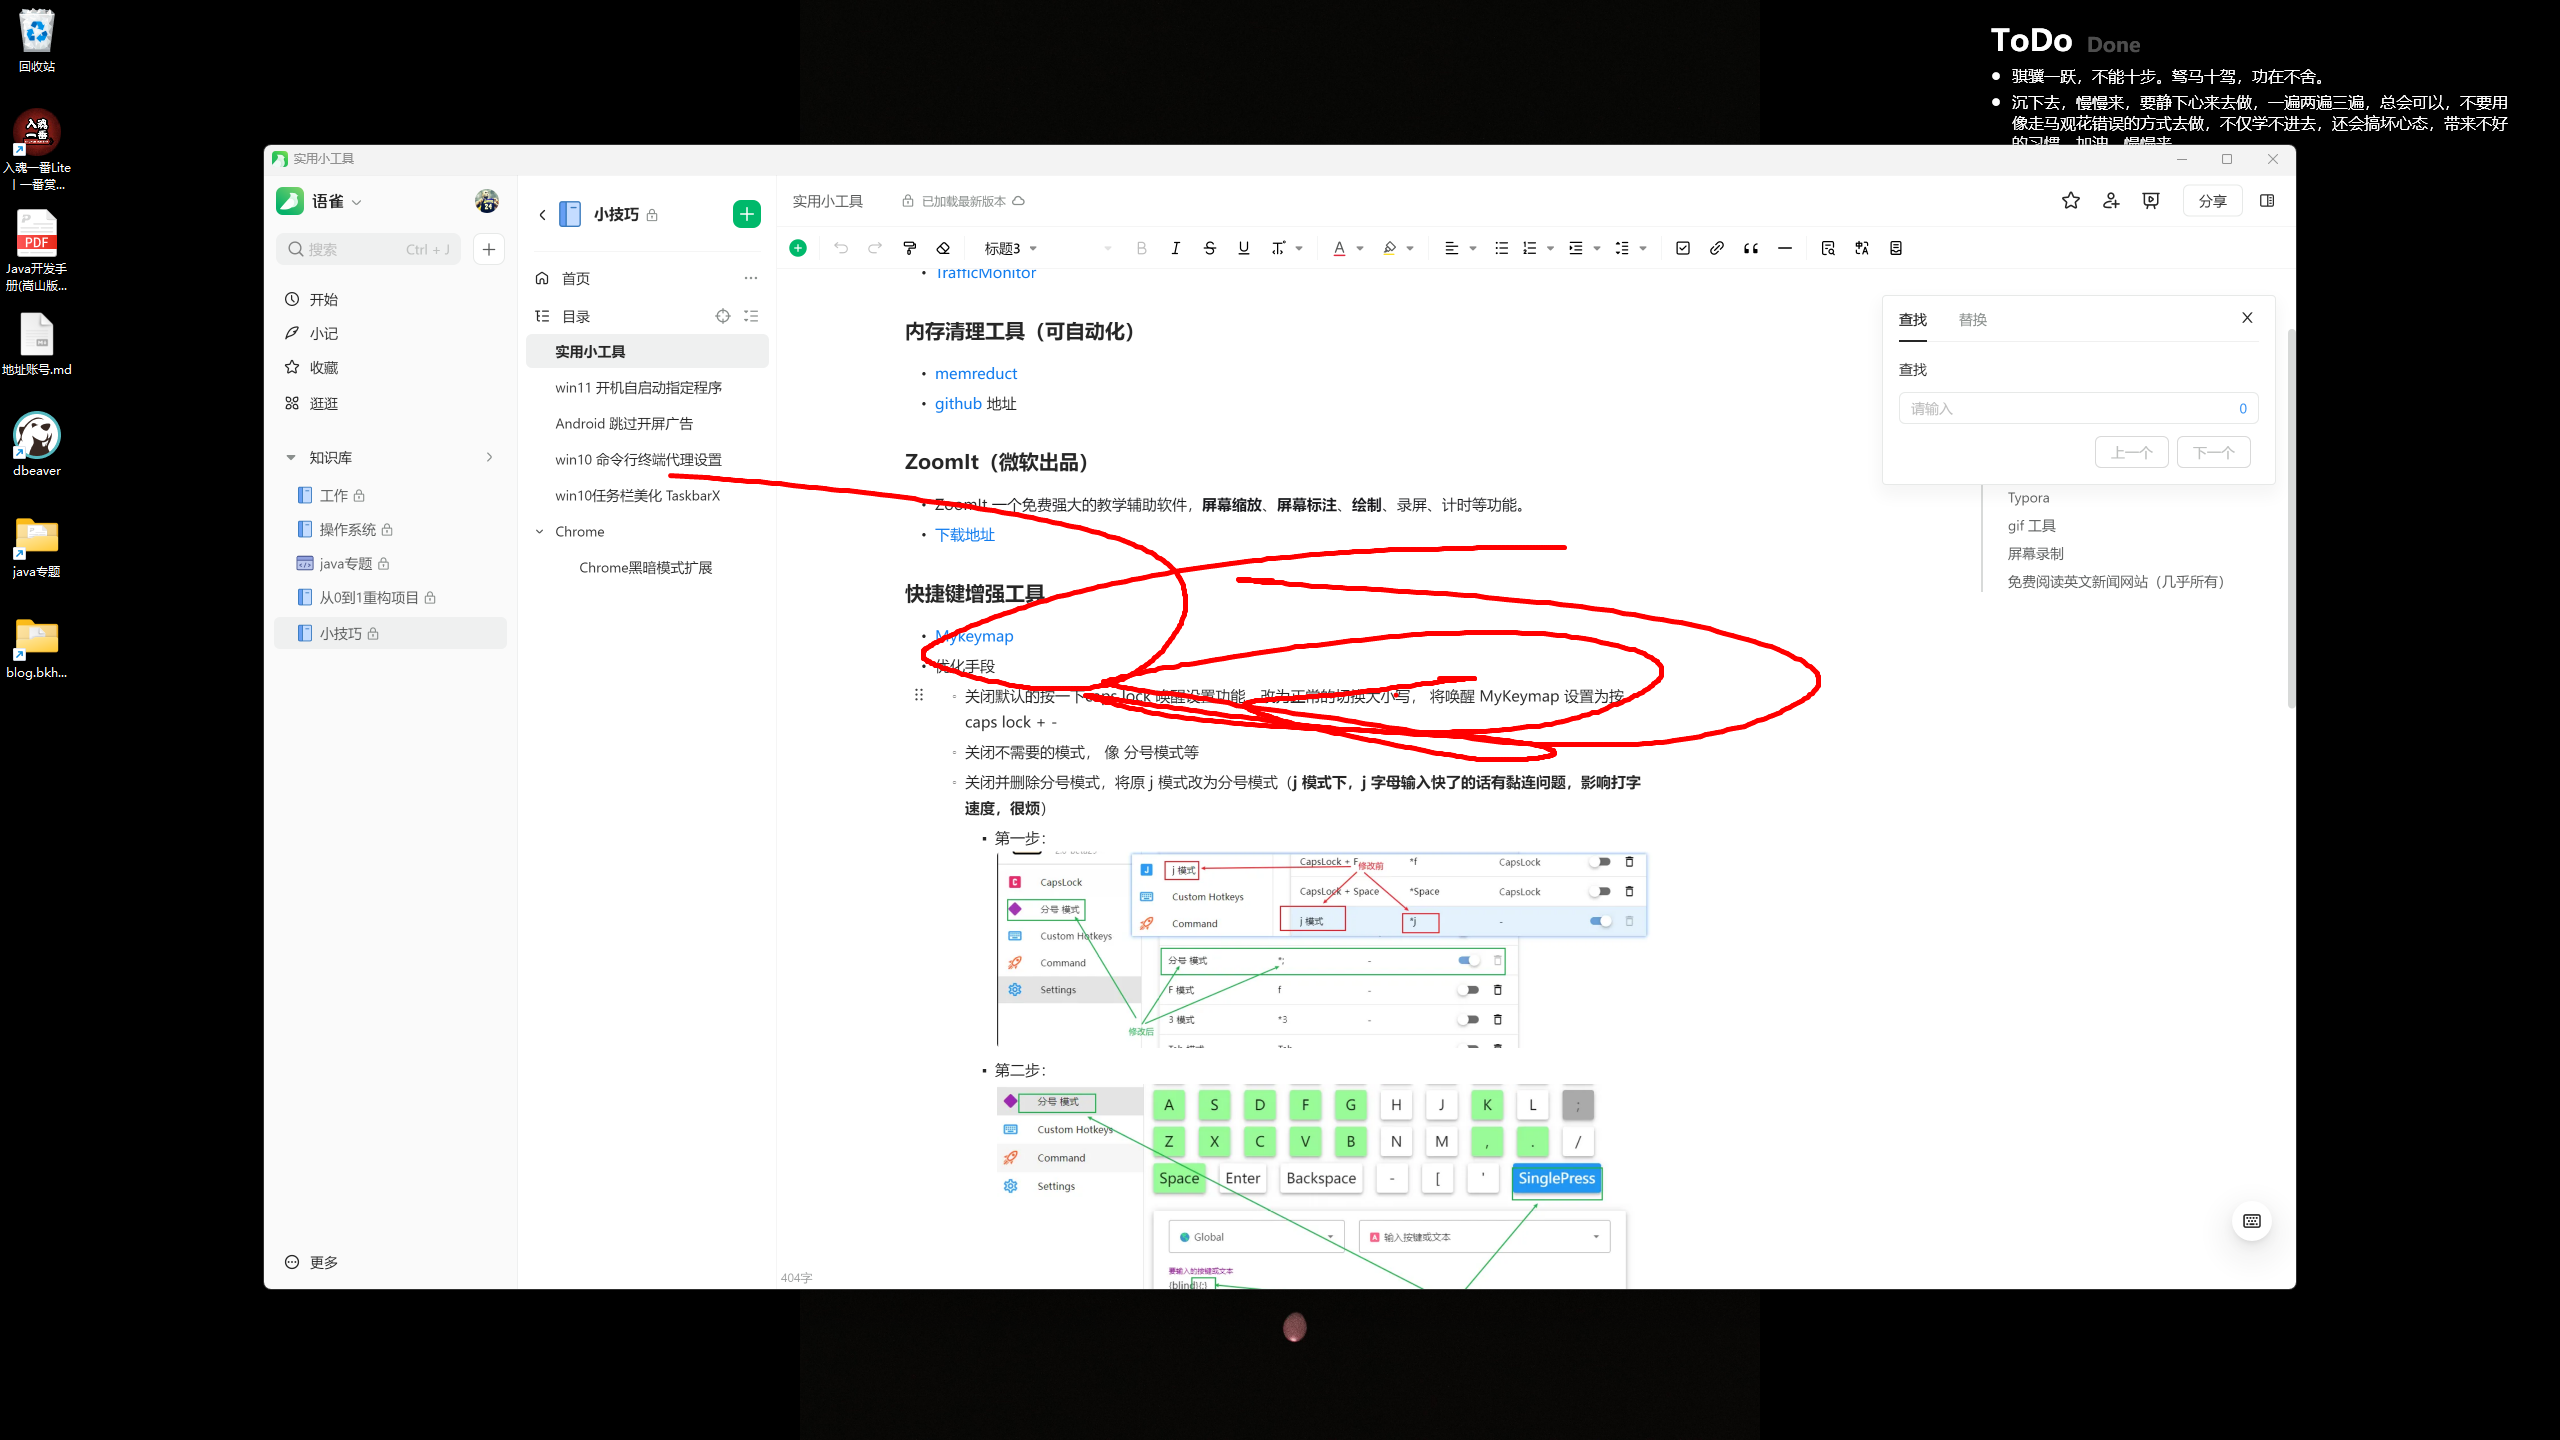 回收站
入魂一番Lite
｜一番赏...
PDF
Java开发手
册(嵩山版...
地址账号.md
dbeaver
java专题
blog.bkh...
ToDo Done
骐骥一跃，不能十步。驽马十驾，功在不舍。
沉下去，慢慢来，要静下心来去做，一遍两遍三遍，总会可以，不要用
像走马观花错误的方式去做，不仅学不进去，还会搞坏心态，带来不好
的习惯，加油，慢慢来
实用小工具
语雀
搜索 Ctrl + J
开始
小记
收藏
逛逛
知识库
工作
操作系统
java专题
从0到1重构项目
小技巧
更多
小技巧
首页
目录
实用小工具
win11 开机自启动指定程序
Android 跳过开屏广告
win10 命令行终端代理设置
win10任务栏美化 TaskbarX
Chrome
Chrome黑暗模式扩展
实用小工具 已加载最新版本 分享
标题3
TrafficMonitor
内存清理工具（可自动化）
memreduct
github 地址
ZoomIt（微软出品）
ZoomIt 一个免费强大的教学辅助软件，屏幕缩放、屏幕标注、绘制、录屏、计时等功能。
下载地址
快捷键增强工具
Mykeymap
优化手段
关闭默认的按一下caps lock 唤醒设置功能，改为正常的切换大小写， 将唤醒 MyKeymap 设置为按
caps lock + -
关闭不需要的模式， 像 分号模式等
关闭并删除分号模式，将原 j 模式改为分号模式（j 模式下，j 字母输入快了的话有黏连问题，影响打字
速度，很烦）
第一步：
CapsLock
分号 模式
Custom Hotkeys
Command
Settings
j 模式
Custom Hotkeys
Command
CapsLock + F *f CapsLock
修改前
CapsLock + Space *Space CapsLock
j 模式 *j -
分号 模式 *; -
F 模式 f -
3 模式 *3 -
Tab 模式 Tab
修改后
第二步：
分号 模式
Custom Hotkeys
Command
Settings
A S D F G H J K L ;
Z X C V B N M , . /
Space Enter Backspace - [ ' SinglePress
Global 输入按键或文本
要输入的按键或文本
{blind}{;}
404字
查找 替换
查找
请输入 0
上一个 下一个
Typora
gif 工具
屏幕录制
免费阅读英文新闻网站（几乎所有）